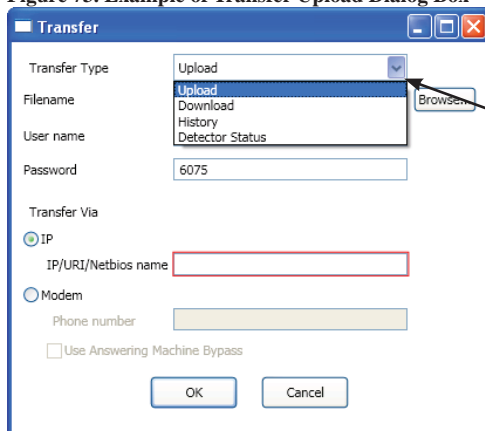 Figure 75. Example of Transfer Upload Dialog Box
Transfer
Transfer Type Upload
Upload
Filename Browse...
Download
History
User name Detector Status
Password 6075
Transfer Via
IP
IP/URI/Netbios name
Modem
Phone number
Use Answering Machine Bypass
OK Cancel